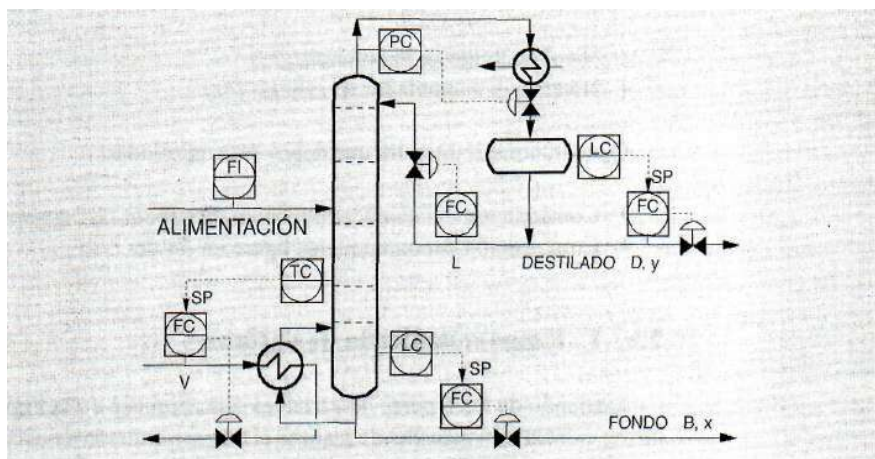 PC
LC
SP
FC
FI
ALIMENTACIÓN
FC
L
DESTILADO D, y
TC
SP
FC
V
LC
SP
FC
FONDO B, x